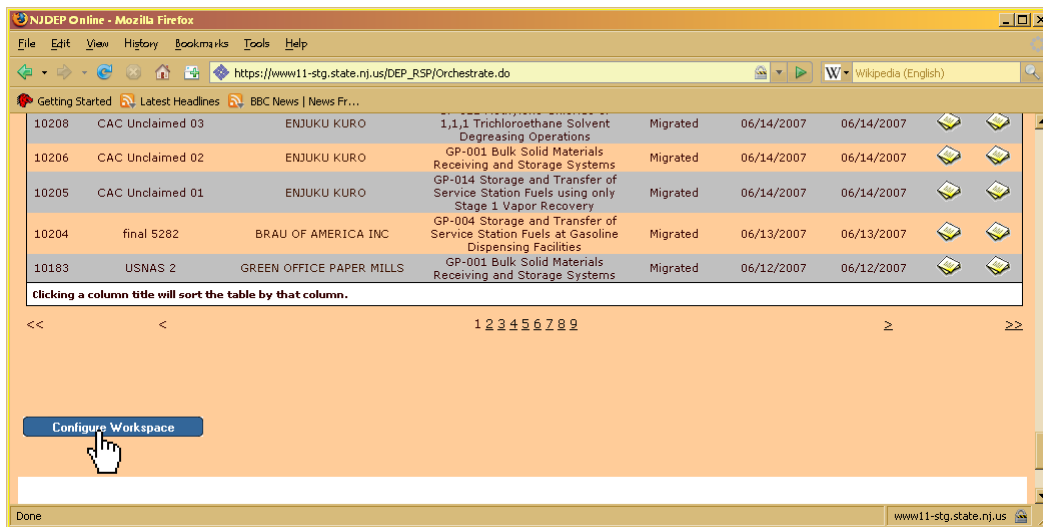 NJDEP Online - Mozilla Firefox
File Edit View History Bookmarks Tools Help
https://www11-stg.state.nj.us/DEP_RSP/Orchestrate.do
W Wikipedia (English)
Getting Started Latest Headlines BBC News | News Fr...
10208 CAC Unclaimed 03 ENJUKU KURO 1,1,1 Trichloroethane Solvent Degreasing Operations Migrated 06/14/2007 06/14/2007
10206 CAC Unclaimed 02 ENJUKU KURO GP-001 Bulk Solid Materials Receiving and Storage Systems Migrated 06/14/2007 06/14/2007
10205 CAC Unclaimed 01 ENJUKU KURO GP-014 Storage and Transfer of Service Station Fuels using only Stage 1 Vapor Recovery Migrated 06/14/2007 06/14/2007
10204 final 5282 BRAU OF AMERICA INC GP-004 Storage and Transfer of Service Station Fuels at Gasoline Dispensing Facilities Migrated 06/13/2007 06/13/2007
10183 USNAS 2 GREEN OFFICE PAPER MILLS GP-001 Bulk Solid Materials Receiving and Storage Systems Migrated 06/12/2007 06/12/2007
Clicking a column title will sort the table by that column.
<< < 1 2 3 4 5 6 7 8 9 > >>
Configure Workspace
Done www11-stg.state.nj.us